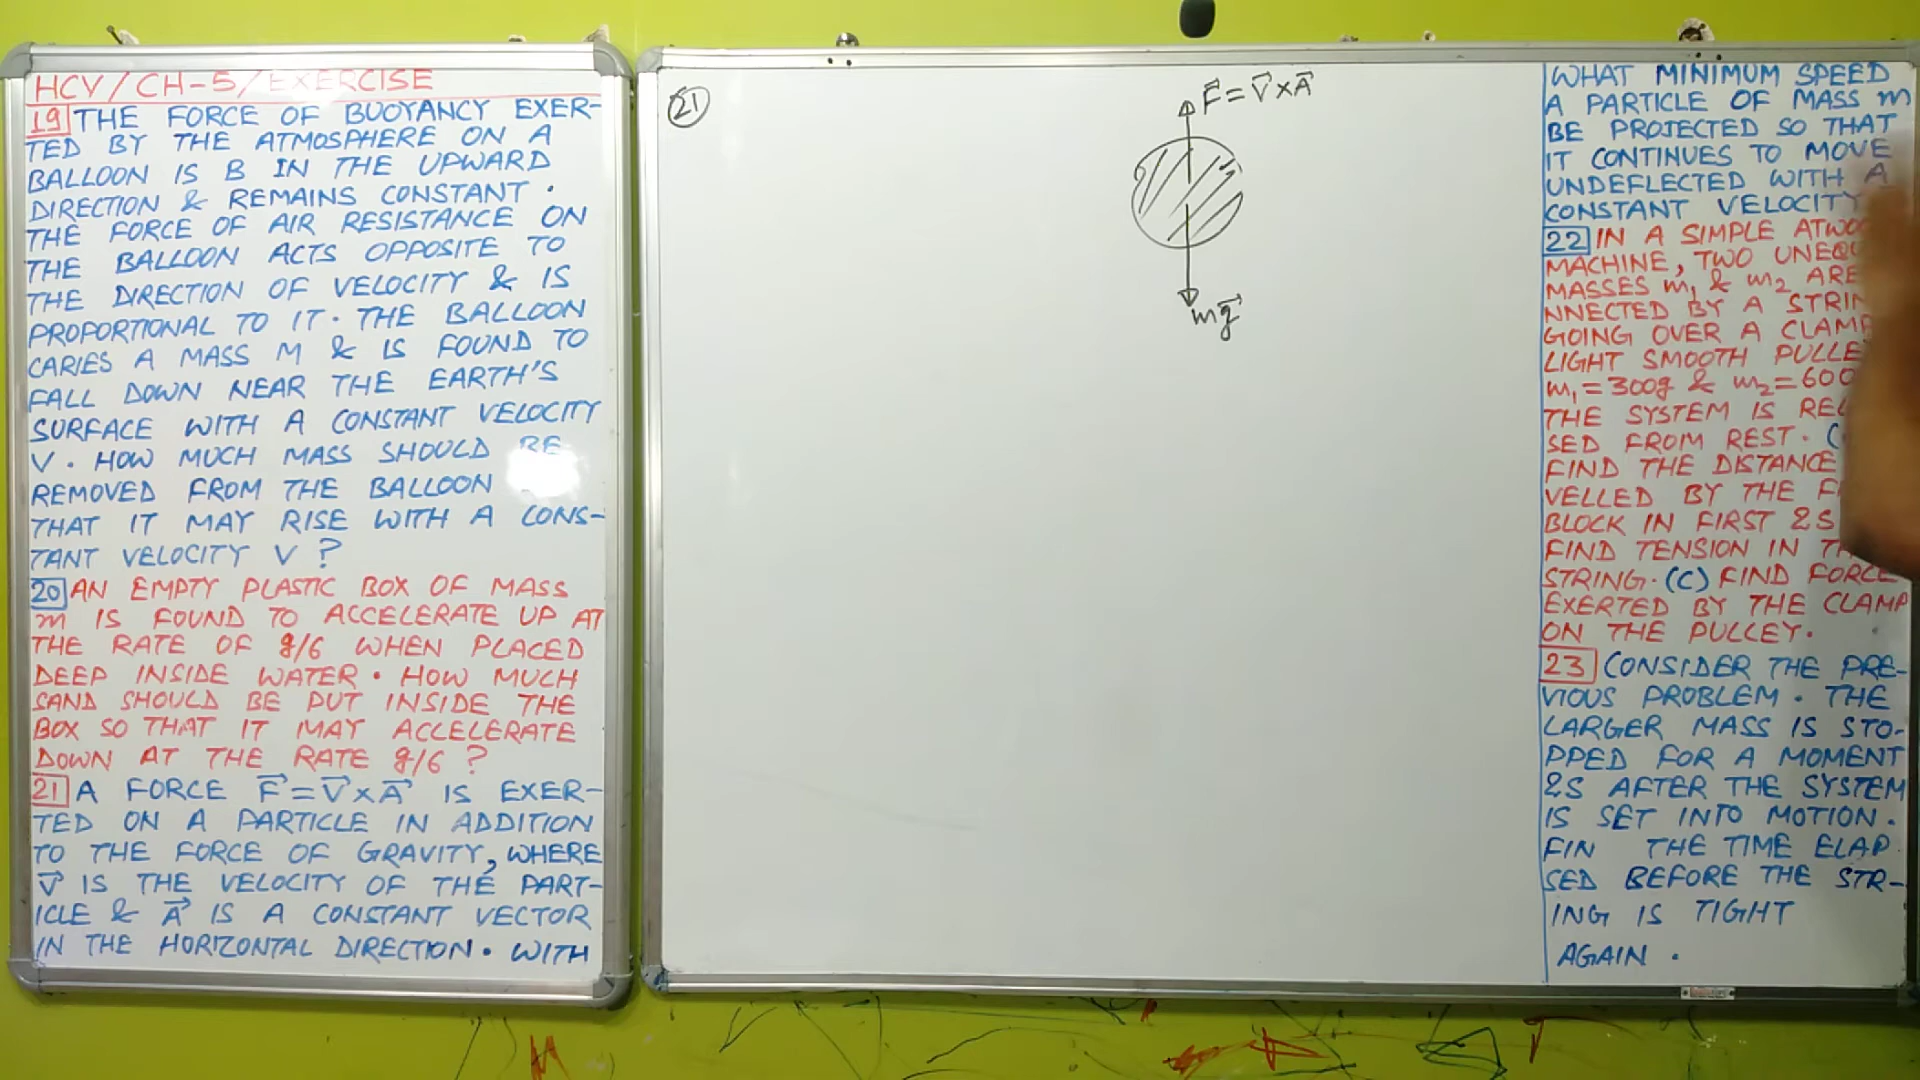 HCV/CH-5/EXERCISE
19 THE FORCE OF BUOYANCY EXER-
TED BY THE ATMOSPHERE ON A
BALLOON IS B IN THE UPWARD
DIRECTION & REMAINS CONSTANT.
THE FORCE OF AIR RESISTANCE ON
THE BALLOON ACTS OPPOSITE TO
THE DIRECTION OF VELOCITY & IS
PROPORTIONAL TO IT. THE BALLOON
CARIES A MASS M & IS FOUND TO
FALL DOWN NEAR THE EARTH'S
SURFACE WITH A CONSTANT VELOCITY
V. HOW MUCH MASS SHOULD BE
REMOVED FROM THE BALLOON
THAT IT MAY RISE WITH A CONS-
TANT VELOCITY V?
20 AN EMPTY PLASTIC BOX OF MASS
m IS FOUND TO ACCELERATE UP AT
THE RATE OF g/6 WHEN PLACED
DEEP INSIDE WATER. HOW MUCH
SAND SHOULD BE PUT INSIDE THE
BOX SO THAT IT MAY ACCELERATE
DOWN AT THE RATE g/6?
21 A FORCE F⃗=V⃗×A⃗ IS EXER-
TED ON A PARTICLE IN ADDITION
TO THE FORCE OF GRAVITY, WHERE
V⃗ IS THE VELOCITY OF THE PART-
ICLE & A⃗ IS A CONSTANT VECTOR
IN THE HORIZONTAL DIRECTION. WITH
21
F⃗=V⃗×A⃗
mg⃗
WHAT MINIMUM SPEED
A PARTICLE OF MASS m
BE PROJECTED SO THAT
IT CONTINUES TO MOVE
UNDEFLECTED WITH A
CONSTANT VELOCITY
22 IN A SIMPLE
MACHINE, TWO
MASSES m₁ & m₂ ARE
NNECTED BY A
GOING OVER A
LIGHT SMOOTH
m₁=300g & m₂=
THE SYSTEM IS
SED FROM REST.
FIND THE DISTANCE
VELLED BY THE
BLOCK IN FIRST 2S
FIND TENSION IN
STRING. (C) FIND FORCE
EXERTED BY THE CLAMP
ON THE PULLEY.
23 CONSIDER THE PRE-
VIOUS PROBLEM. THE
LARGER MASS IS STO-
PPED FOR A MOMENT
2S AFTER THE SYSTEM
IS SET INTO MOTION.
FIN THE TIME ELAP
SED BEFORE THE STR-
ING IS TIGHT
AGAIN.